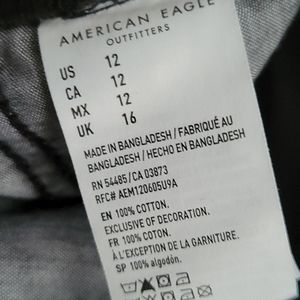 AMERICAN EAGLE
OUTFITTERS
US 12
CA 12
MX 12
UK 16
MADE IN BANGLADESH / FABRIQUÉ AU
BANGLADESH / HECHO EN BANGLADESH
RN 54485 / CA 03873
RFC# AEM120605U9A
EN 100% COTTON.
EXCLUSIVE OF DECORATION.
FR 100% COTON.
À L'EXCEPTION DE LA GARNITURE.
SP 100% algodón.